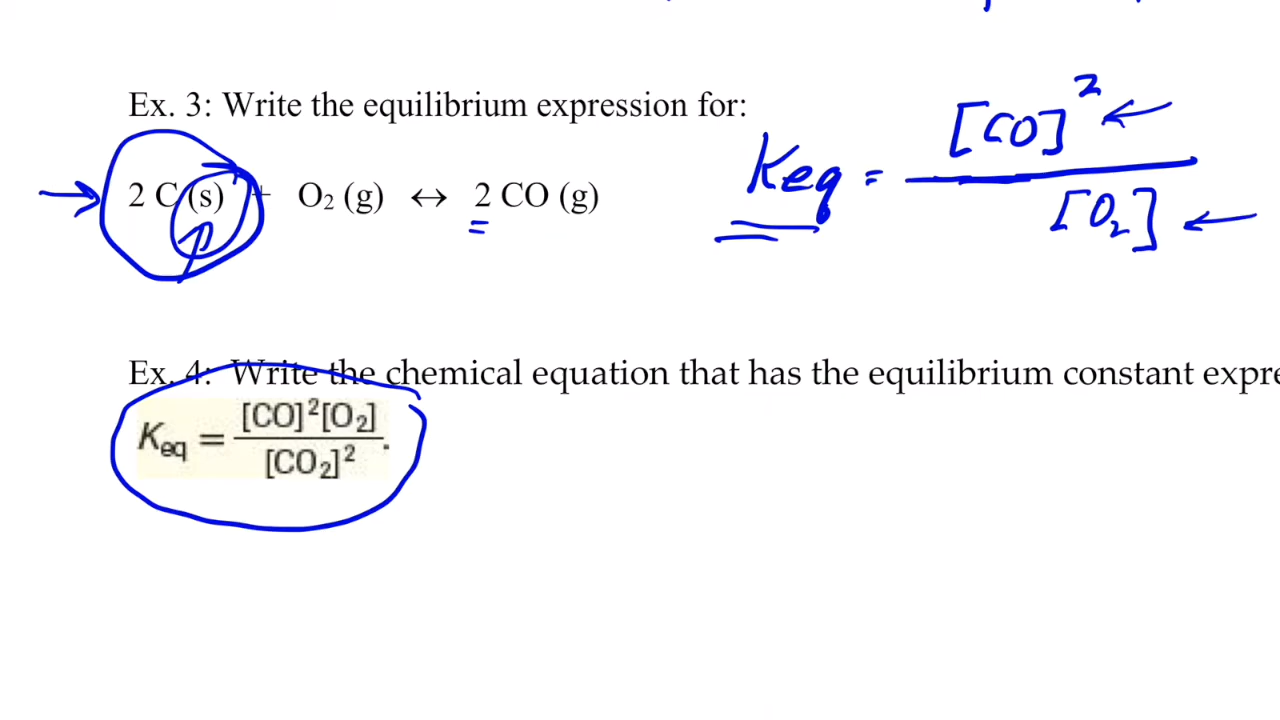 Ex. 3: Write the equilibrium expression for:
2 C (s) + O₂ (g) ↔ 2 CO (g)
Keq = [CO]² / [O₂]
Ex. 4: Write the chemical equation that has the equilibrium constant expre
Keq = [CO]²[O₂] / [CO₂]².